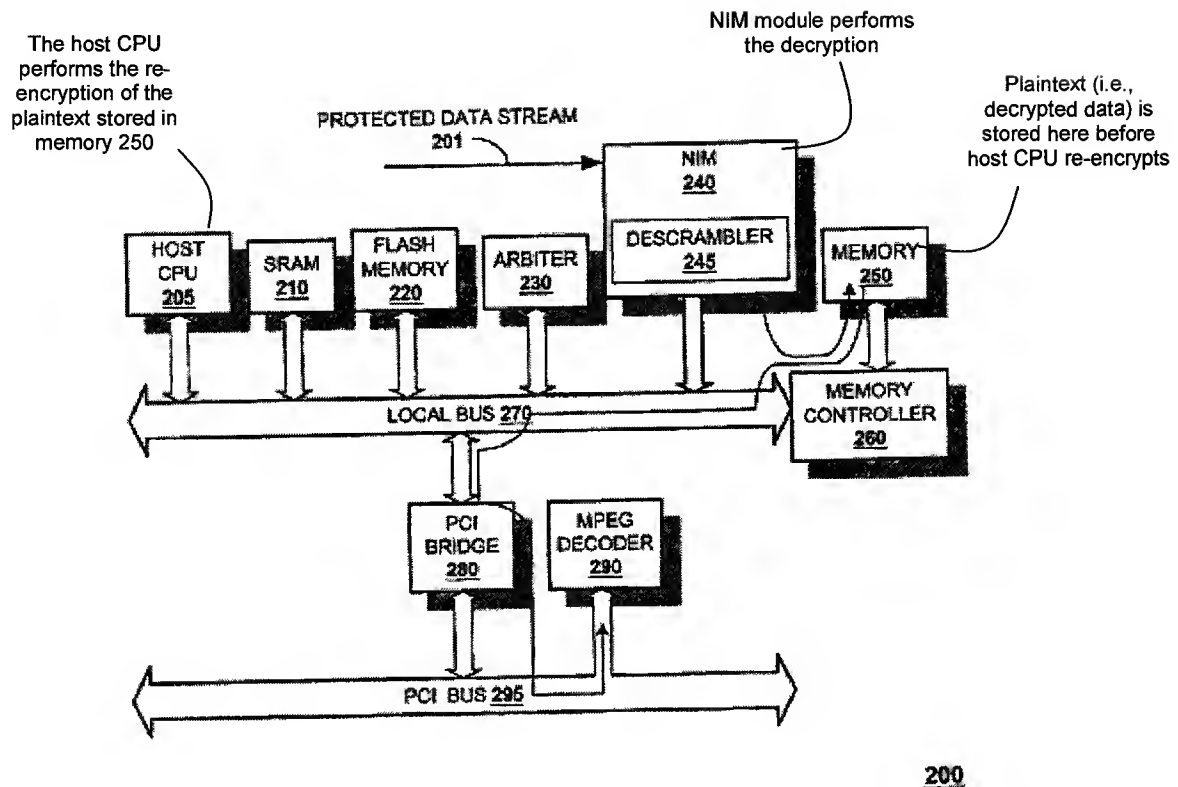 The host CPU
performs the re-
encryption of the
plaintext stored in
memory 250
NIM module performs
the decryption
Plaintext (i.e.,
decrypted data) is
stored here before
host CPU re-encrypts
PROTECTED DATA STREAM
201
NIM
240
DESCRAMBLER
245
HOST
CPU
205
SRAM
210
FLASH
MEMORY
220
ARBITER
230
MEMORY
250
LOCAL BUS 270
MEMORY
CONTROLLER
260
PCI
BRIDGE
280
MPEG
DECODER
290
PCI BUS 295
200